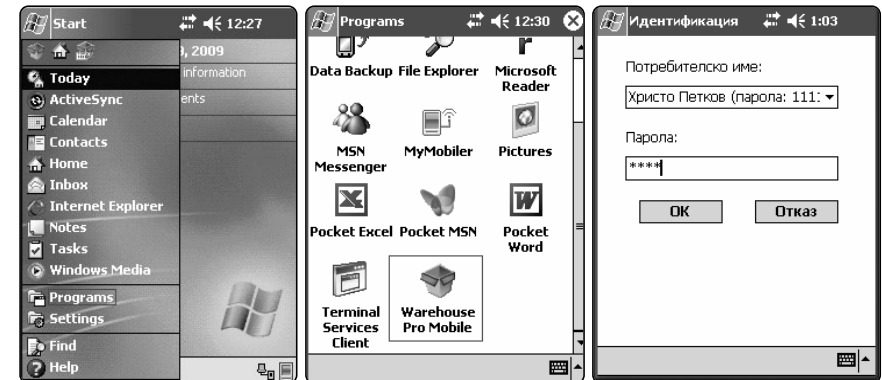 Start 12:27
, 2009
information
Today
ents
ActiveSync
Calendar
Contacts
Home
Inbox
Internet Explorer
Notes
Tasks
Windows Media
Programs
Settings
Find
Help
Programs 12:30
Data Backup File Explorer Microsoft
Reader
MSN MyMobiler Pictures
Messenger
Pocket Excel Pocket MSN Pocket
Word
Terminal Warehouse
Services Pro Mobile
Client
Идентификация 1:03
Потребителско име:
Христо Петков (парола: 111
Парола:
****
OK Отказ